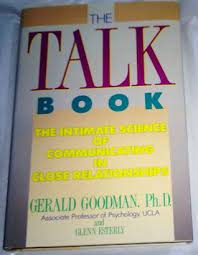 THE
TALK
BOOK
THE INTIMATE SCIENCE
OF
COMMUNICATING
IN
CLOSE RELATIONSHIPS
GERALD GOODMAN, Ph.D.
Associate Professor of Psychology, UCLA
and
GLENN ESTERLY